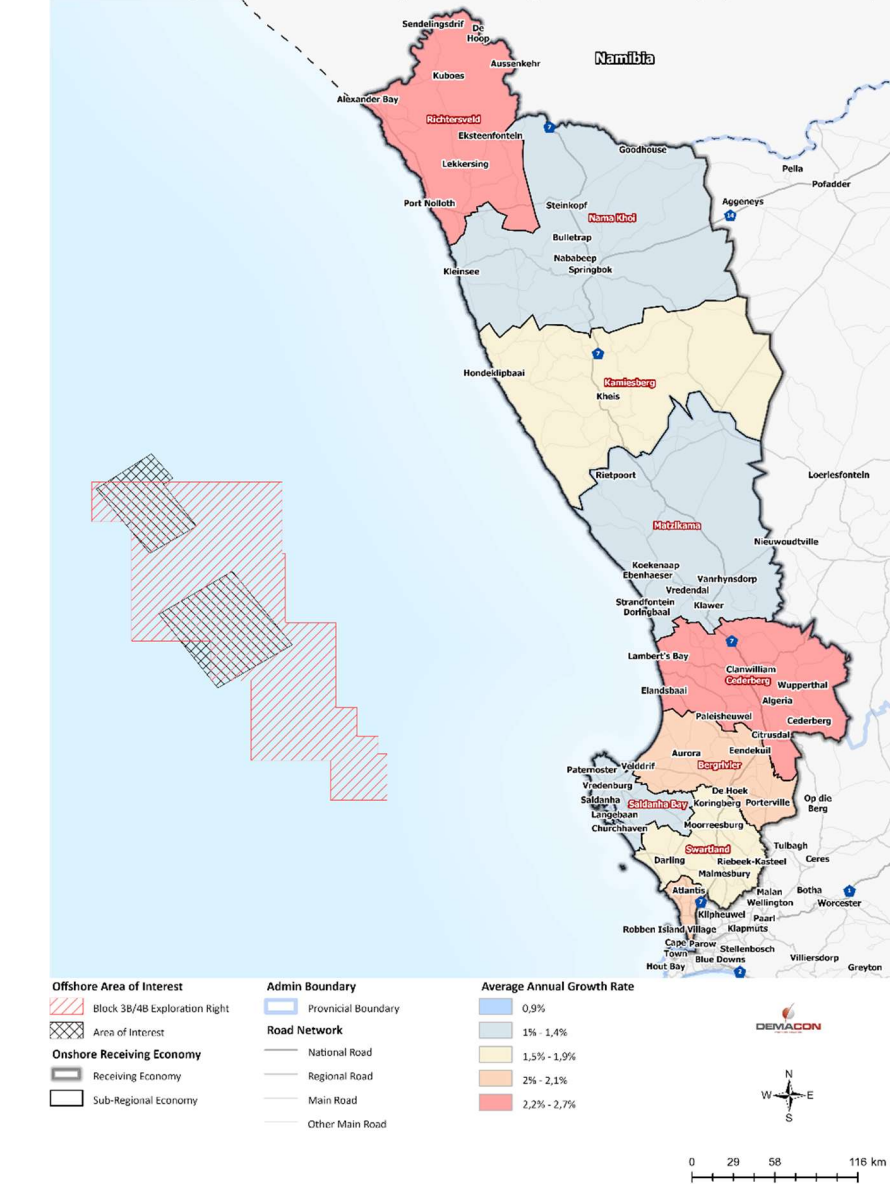 Sendelingsdrif
De
Hoop
Namibia
Aussenkehr
Kuboes
Alexander Bay
Richtersveld
7
Eksteenfontein
Goodhouse
Lekkersing
Pella
Pofadder
Port Nolloth
Steinkopf
Aggeneys
Nama Khoi
14
Bulletrap
Nababeep
Kleinsee
Springbok
7
Hondeklipbaai
Kamiesberg
Kheis
Rietpoort
Loeriesfontein
Matzikama
Nieuwoudtville
Koekenaap
Ebenhaeser
Vanrhynsdorp
Vredendal
Strandfontein
Klawer
Doringbaai
7
Lambert's Bay
Clanwilliam
Cederberg
Wupperthal
Elandsbaai
Algeria
Paleisheuwel
Cederberg
Citrusdal
Aurora
Eendekuil
Bergrivier
Paternoster
Velddrif
Vredenburg
De Hoek
Saldanha
Saldanha Bay
Koringberg
Porterville
Op die
Berg
Langebaan
Churchhaven
Moorreesburg
Swartland
Tulbagh
Darling
Riebeek-Kasteel
Ceres
Malmesbury
Atlantis
Malan
Botha
1
7
Wellington
Worcester
Klipheuwel
Paarl
Robben Island Village
Klapmuts
Cape
Town
Parow
Stellenbosch
Blue Downs
Villiersdorp
Hout Bay
2
Greyton
Offshore Area of Interest
Block 3B/4B Exploration Right
Area of Interest
Onshore Receiving Economy
Receiving Economy
Sub-Regional Economy
Admin Boundary
Provnicial Boundary
Road Network
National Road
Regional Road
Main Road
Other Main Road
Average Annual Growth Rate
0,9%
1% - 1,4%
1,5% - 1,9%
2% - 2,1%
2,2% - 2,7%
DEMACON
N
W E
S
0 29 58 116 km